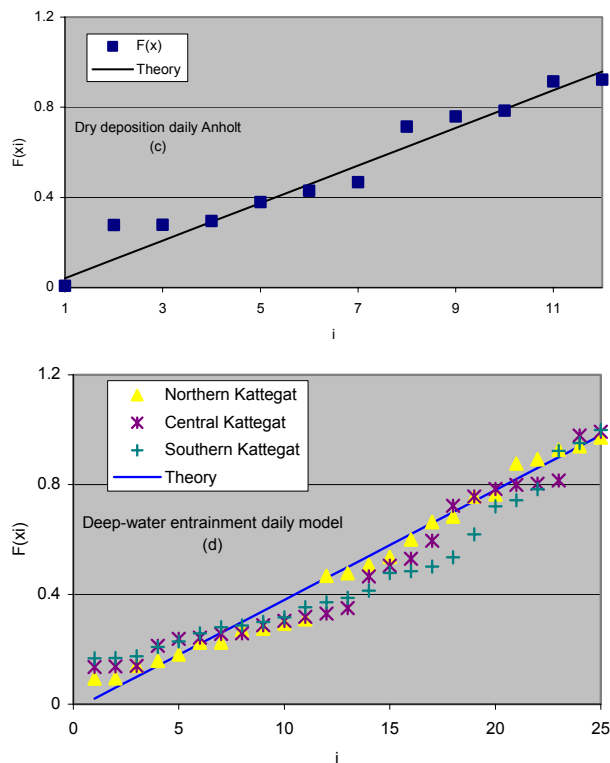 1.2
F(x)
Theory
0.8
Dry deposition daily Anholt
(c)
F(xi)
0.4
0
1 3 5 7 9 11
i
1.2
Northern Kattegat
Central Kattegat
Southern Kattegat
Theory
0.8
Deep-water entrainment daily model
(d)
F(xi)
0.4
0
0 5 10 15 20 25
i